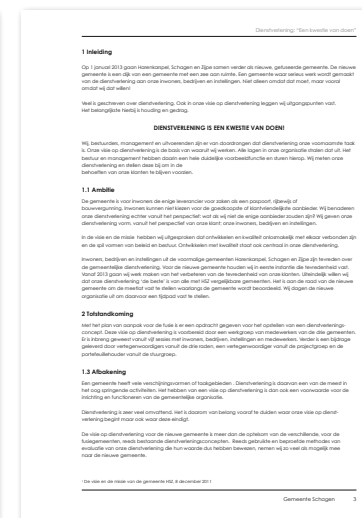 Dienstverlening: "Een kwestie van doen"
1 Inleiding
Op 1 januari 2013 gaan Harenkarspel, Schagen en Zijpe samen verder als nieuwe, gefuseerde gemeente. De nieuwe
gemeente is een dijk van een gemeente met een zee aan ruimte. Een gemeente waar serieus werk wordt gemaakt
van de dienstverlening aan onze inwoners, bedrijven en instellingen. Niet alleen omdat dat moet, maar vooral
omdat wij dat willen!
Veel is geschreven over dienstverlening. Ook in onze visie op dienstverlening leggen wij uitgangspunten vast.
Het belangrijkste hierbij is houding en gedrag.
DIENSTVERLENING IS EEN KWESTIE VAN DOEN!
Wij, bestuurders, management en uitvoerenden zijn er van doordrongen dat dienstverlening onze voornaamste taak
is. Onze visie op dienstverlening is de basis van waaruit wij werken. Alle lagen in onze organisatie stralen dat uit. Het
bestuur en management hebben daarin een hele duidelijke voorbeeldfunctie en sturen hierop. Wij meten onze
dienstverlening en stellen deze bij om in de
behoeften van onze klanten te blijven voorzien.
1.1 Ambitie
De gemeente is voor inwoners de enige leverancier voor zaken als een paspoort, rijbewijs of
bouwvergunning. Inwoners kunnen niet kiezen voor de goedkoopste of klantvriendelijkste aanbieder. Wij benaderen
onze dienstverlening echter vanuit het perspectief: wat als wij niet de enige aanbieder zouden zijn? Wij geven onze
dienstverlening vorm, vanuit het perspectief van onze klant: onze inwoners, bedrijven en instellingen.
In de visie en de missie hebben wij uitgesproken dat ontwikkelen en kwaliteit onlosmakelijk met elkaar verbonden zijn
en de spil vormen van beleid en bestuur. Ontwikkelen met kwaliteit staat ook centraal in onze dienstverlening.
Inwoners, bedrijven en instellingen uit de voormalige gemeenten Harenkarspel, Schagen en Zijpe zijn tevreden over
de gemeentelijke dienstverlening. Voor de nieuwe gemeente houden wij in eerste instantie die tevredenheid vast.
Vanaf 2013 gaan wij werk maken van het verbeteren van de tevredenheid van onze klanten. Uiteindelijk willen wij
dat onze dienstverlening 'de beste' is van alle met HSZ vergelijkbare gemeenten. Het is aan de raad van de nieuwe
gemeente om de meetlat vast te stellen waarlangs de gemeente wordt beoordeeld. Wij dagen de nieuwe
organisatie uit om daarvoor een tijdpad vast te stellen.
2 Totstandkoming
Met het plan van aanpak voor de fusie is er een opdracht gegeven voor het opstellen van een dienstverlenings-
concept. Deze visie op dienstverlening is voorbereid door een werkgroep van medewerkers van de drie gemeenten.
Er is inbreng geweest vanuit vijf sessies met inwoners, bedrijven, instellingen en medewerkers. Verder is een bijdrage
geleverd door vertegenwoordigers vanuit de drie raden, een vertegenwoordiger vanuit de projectgroep en de
portefeuillehouder vanuit de stuurgroep.
1.3 Afbakening
Een gemeente heeft vele verschijningsvormen of taakgebieden . Dienstverlening is daarvan een van de meest in
het oog springende activiteiten. Het hebben van een visie op dienstverlening is dan ook een voorwaarde voor de
inrichting en functioneren van de gemeentelijke organisatie.
Dienstverlening is zeer veel omvattend. Het is daarom van belang vooraf te duiden waar onze visie op dienst-
verlening begint maar ook waar deze eindigt.
De visie op dienstverlening voor de nieuwe gemeente is meer dan de optelsom van de verschillende, voor de
fusiegemeenten, reeds bestaande dienstverleningsconcepten. Reeds gebruikte en beproefde methodes van
evaluatie van onze dienstverlening die hun waarde dus hebben bewezen, nemen wij zo veel als mogelijk mee
naar de nieuwe gemeente.
¹ De visie en de missie van de gemeente HSZ, 8 december 2011
Gemeente Schagen 3